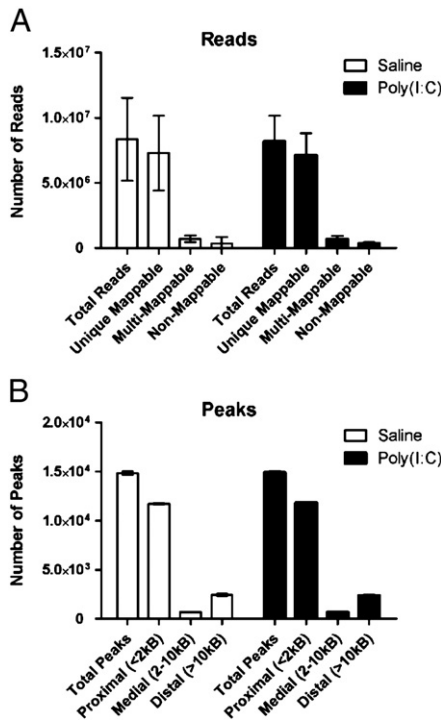 A
Reads
Number of Reads
1.5×10⁷
1.0×10⁷
5.0×10⁶
0
Saline
Poly(I:C)
Total Reads
Unique Mappable
Multi-Mappable
Non-Mappable
Total Reads
Unique Mappable
Multi-Mappable
Non-Mappable
B
Peaks
Number of Peaks
2.0×10⁴
1.5×10⁴
1.0×10⁴
5.0×10³
0
Saline
Poly(I:C)
Total Peaks
Proximal (<2kB)
Medial (2-10kB)
Distal (>10kB)
Total Peaks
Proximal (<2kB)
Medial (2-10kB)
Distal (>10kB)